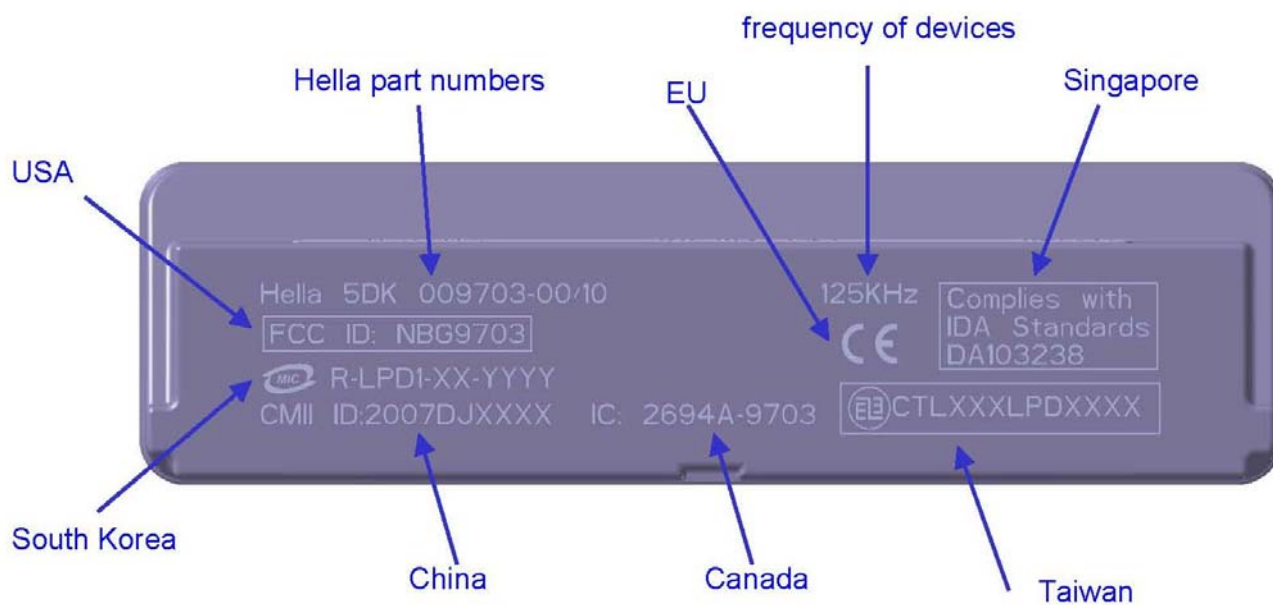 frequency of devices
Hella part numbers
EU
Singapore
USA
Hella 5DK 009703-00/10
125KHz
Complies with
IDA Standards
DA103238
FCC ID: NBG9703
CE
MIC R-LPD1-XX-YYYY
CMII ID:2007DJXXXX
IC: 2694A-9703
CTLXXXLPDXXXX
South Korea
China
Canada
Taiwan